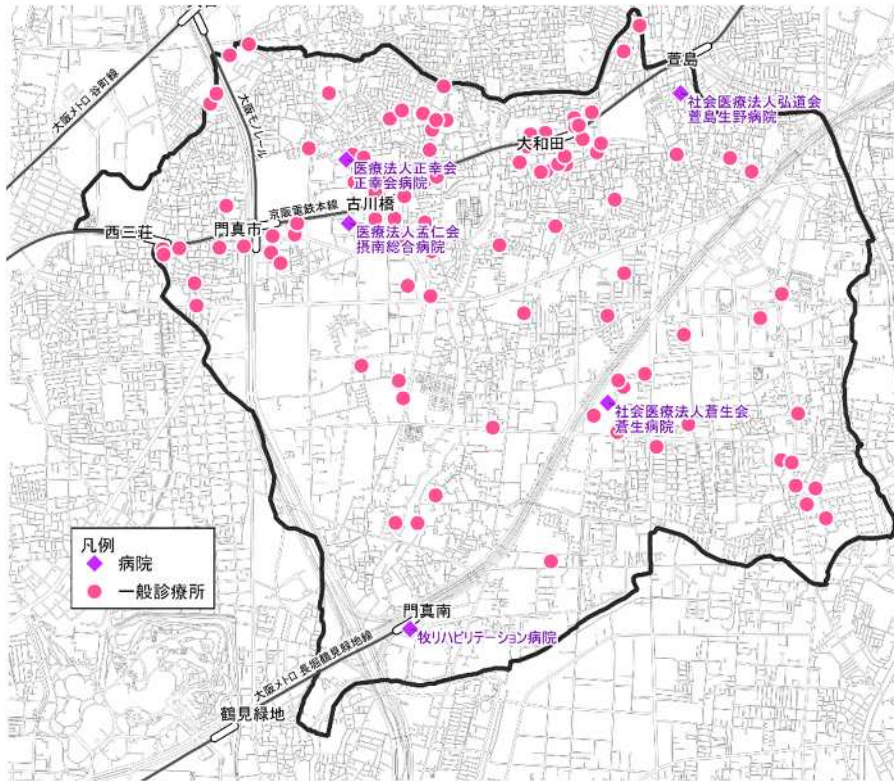 萱島
大阪メトロ 谷町線
社会医療法人弘道会
萱島生野病院
大阪モノレール
大和田
医療法人正幸会
正幸会病院
京阪電鉄本線
古川橋
西三荘
門真市
医療法人孟仁会
摂南総合病院
社会医療法人蒼生会
蒼生病院
凡例
病院
一般診療所
門真南
牧リハビリテーション病院
大阪メトロ 長堀鶴見緑地線
鶴見緑地